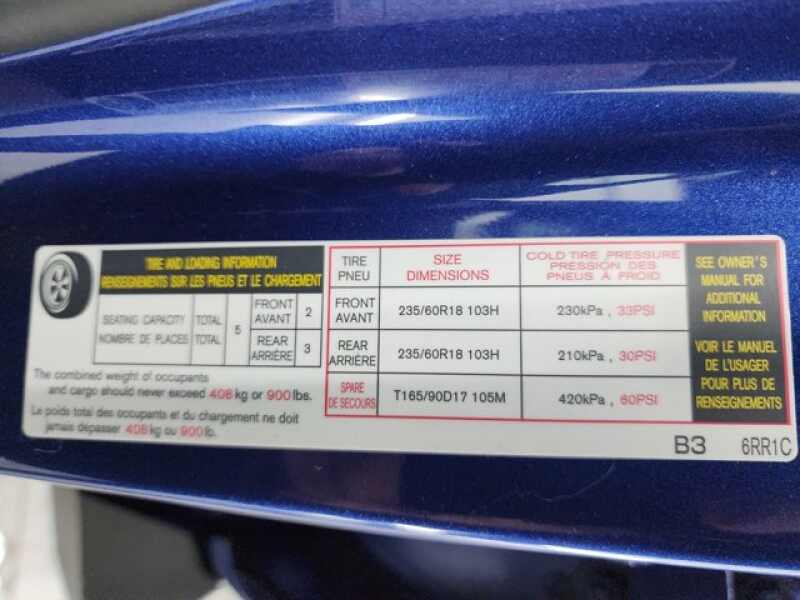 TIRE AND LOADING INFORMATION
RENSEIGNEMENTS SUR LES PNEUS ET LE CHARGEMENT
SEATING CAPACITY TOTAL
NOMBRE DE PLACES TOTAL
5
FRONT
AVANT
2
REAR
ARRIÈRE
3
The combined weight of occupants
and cargo should never exceed 408 kg or 900 lbs.
Le poids total des occupants et du chargement ne doit
jamais dépasser 408 kg ou 900 lb.
TIRE
PNEU
SIZE
DIMENSIONS
COLD TIRE PRESSURE
PRESSION DES
PNEUS À FROID
FRONT
AVANT
235/60R18 103H
230kPa , 33PSI
REAR
ARRIÈRE
235/60R18 103H
210kPa , 30PSI
SPARE
DE SECOURS
T165/90D17 105M
420kPa , 60PSI
SEE OWNER'S
MANUAL FOR
ADDITIONAL
INFORMATION
VOIR LE MANUEL
DE L'USAGER
POUR PLUS DE
RENSEIGNEMENTS
B3 6RR1C